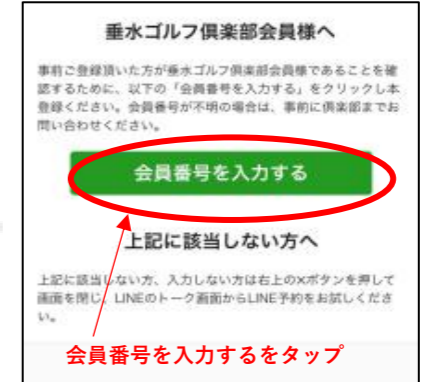 垂水ゴルフ倶楽部会員様へ
事前ご登録頂いた方が垂水ゴルフ倶楽部会員様であることを確
認するために、以下の「会員番号を入力する」をクリックし本
登録ください。会員番号が不明の場合は、事前に倶楽部までお
問い合わせください。
会員番号を入力する
上記に該当しない方へ
上記に該当しない方、入力しない方は右上の×ボタンを押して
画面を閉じ、LINEのトーク画面からLINE予約をお試しくださ
い。
会員番号を入力するをタップ